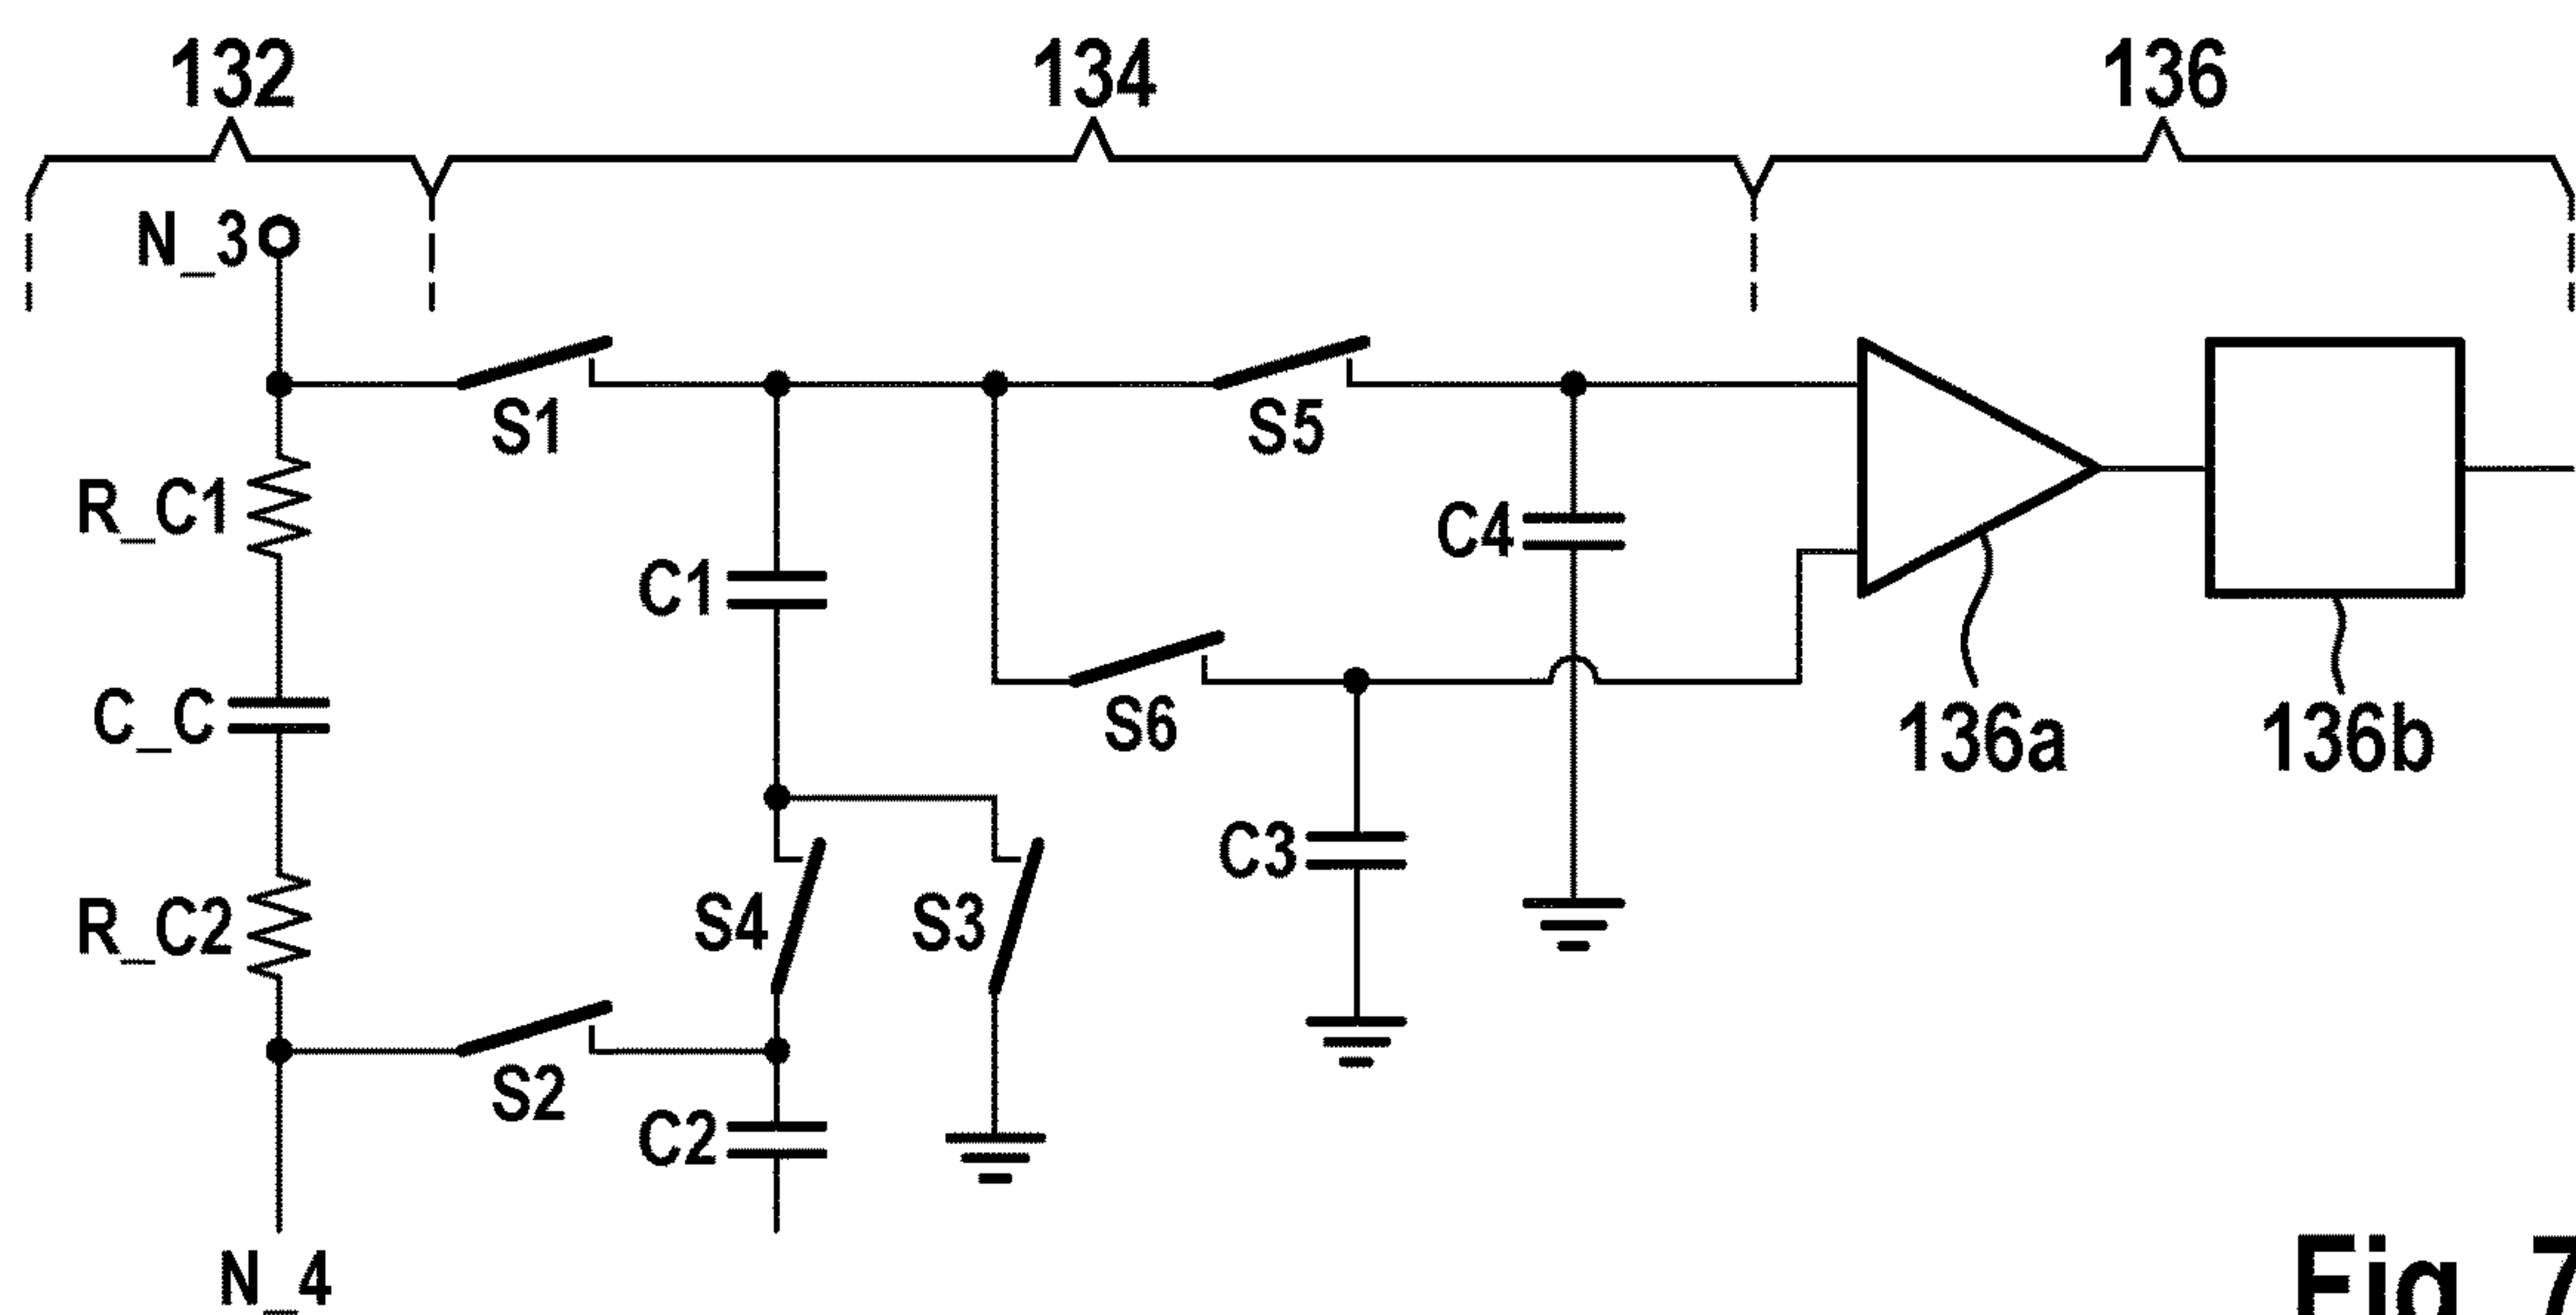 132
134
136
N_3
S1
S5
R_C1
C4
C1
C_C
S6
136a
136b
C3
R_C2
S4
S3
S2
C2
N_4
Fig. 7